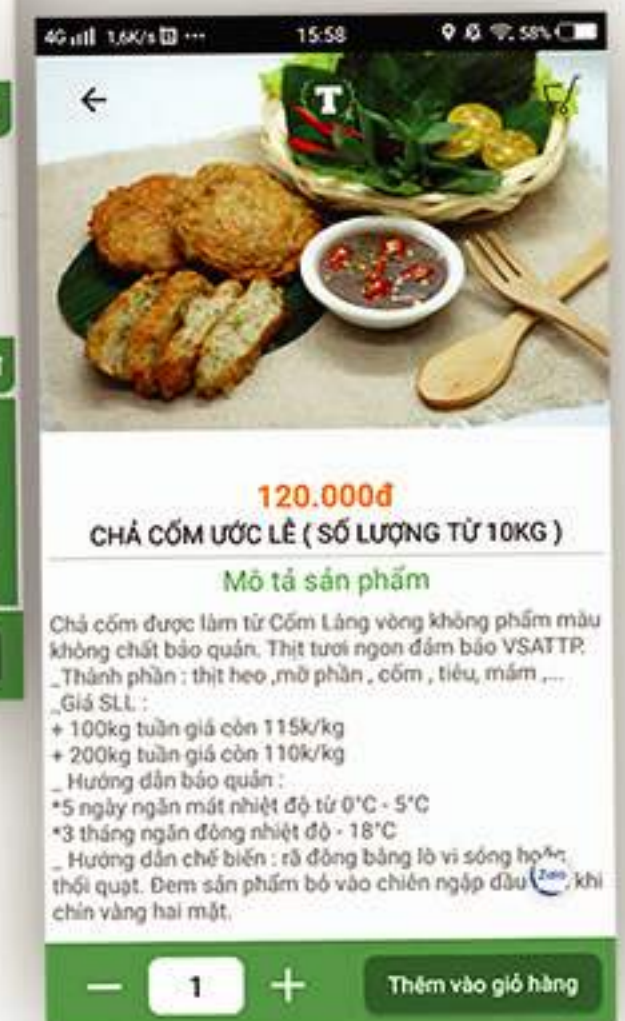 4G 1,6K/s ••• 15:58 58%
T
120.000đ
CHẢ CỐM ƯỚC LỄ ( SỐ LƯỢNG TỪ 10KG )
Mô tả sản phẩm
Chả cốm được làm từ Cốm Làng vòng không phẩm màu
không chất bảo quản. Thịt tươi ngon đảm bảo VSATTP.
_Thành phần : thịt heo ,mỡ phần , cốm , tiêu, mắm ,...
_Giá SLL :
+ 100kg tuần giá còn 115k/kg
+ 200kg tuần giá còn 110k/kg
_ Hướng dẫn bảo quản :
*5 ngày ngăn mát nhiệt độ từ 0°C - 5°C
*3 tháng ngăn đông nhiệt độ - 18°C
_ Hướng dẫn chế biến : rã đông bằng lò vi sóng hoặc
thổi quạt. Đem sản phẩm bỏ vào chiên ngập dầu khi
Zalo
chín vàng hai mặt.
1
Thêm vào giỏ hàng